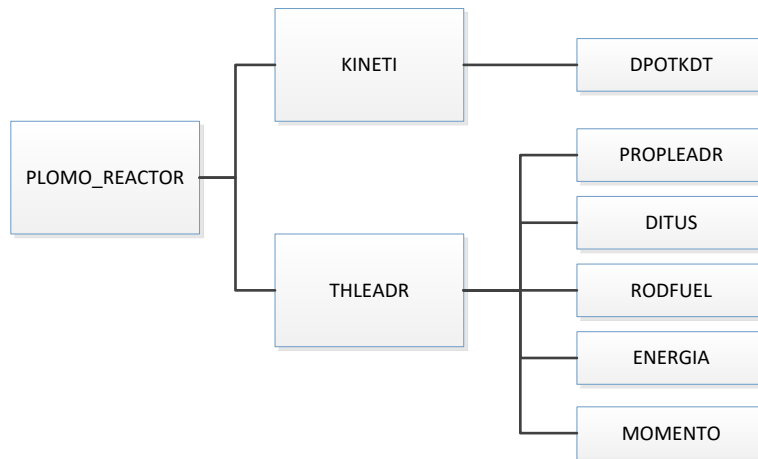 PLOMO_REACTOR
KINETI
DPOTKDT
THLEADR
PROPLEADR
DITUS
RODFUEL
ENERGIA
MOMENTO